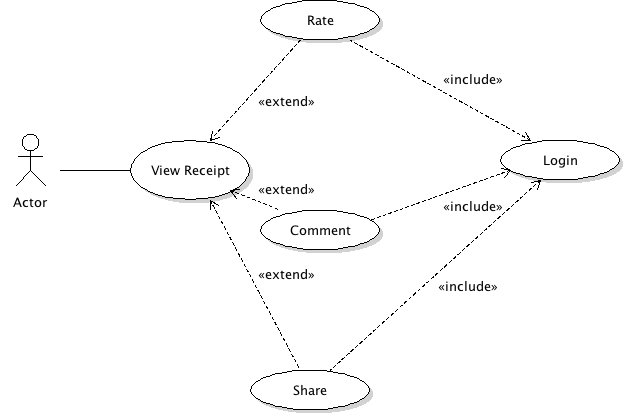 Rate
«include»
«extend»
View Receipt
Login
«extend»
Actor
«include»
Comment
«extend»
«include»
Share